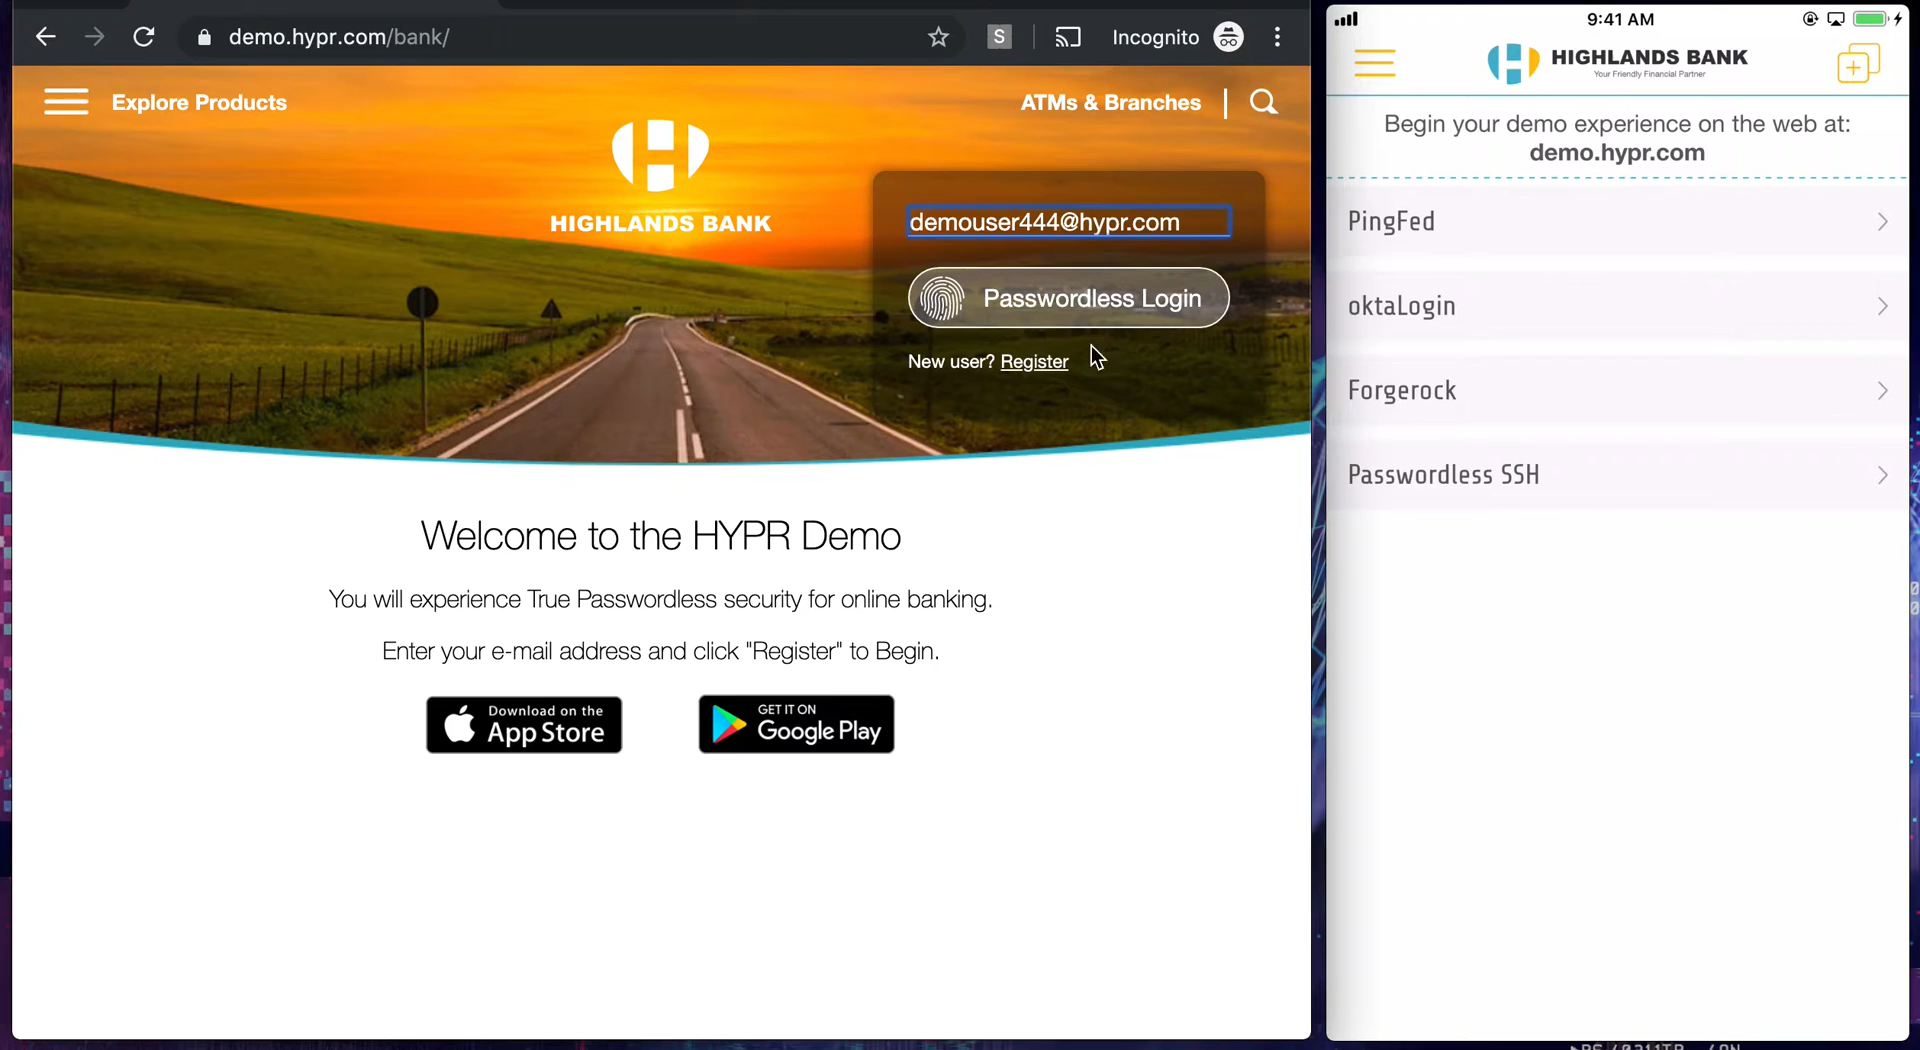 demo.hypr.com/bank/
S
Incognito
Explore Products
ATMs & Branches
HIGHLANDS BANK
demouser444@hypr.com
Passwordless Login
New user? Register
Welcome to the HYPR Demo
You will experience True Passwordless security for online banking.
Enter your e-mail address and click "Register" to Begin.
Download on the
App Store
GET IT ON
Google Play
9:41 AM
HIGHLANDS BANK
Your Friendly Financial Partner
Begin your demo experience on the web at:
demo.hypr.com
PingFed
oktaLogin
Forgerock
Passwordless SSH